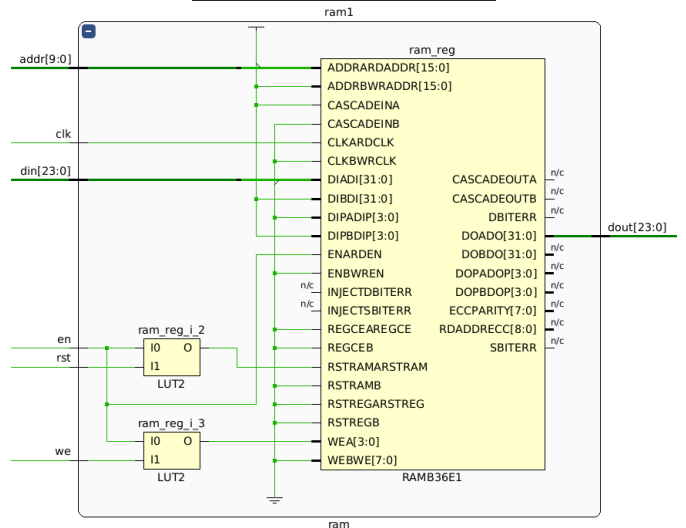 ram1
ram_reg
addr[9:0]
clk
din[23:0]
en
rst
we
ram_reg_i_2
I0 O
I1
LUT2
ram_reg_i_3
I0 O
I1
LUT2
ADDRARDADDR[15:0]
ADDRBWRADDR[15:0]
CASCADEINA
CASCADEINB
CLKARDCLK
CLKBWRCLK
DIADI[31:0]
DIBDI[31:0]
DIPADIP[3:0]
DIPBDIP[3:0]
ENARDEN
ENBWREN
n/c INJECTDBITERR
n/c INJECTSBITERR
REGCEAREGCE
REGCEB
RSTRAMARSTRAM
RSTRAMB
RSTREGARSTREG
RSTREGB
WEA[3:0]
WEBWE[7:0]
CASCADEOUTA n/c
CASCADEOUTB n/c
DBITERR n/c
DOADO[31:0]
DOBDO[31:0] n/c
DOPADOP[3:0] n/c
DOPBDOP[3:0] n/c
ECCPARITY[7:0] n/c
RDADDRECC[8:0] n/c
SBITERR n/c
dout[23:0]
RAMB36E1
ram